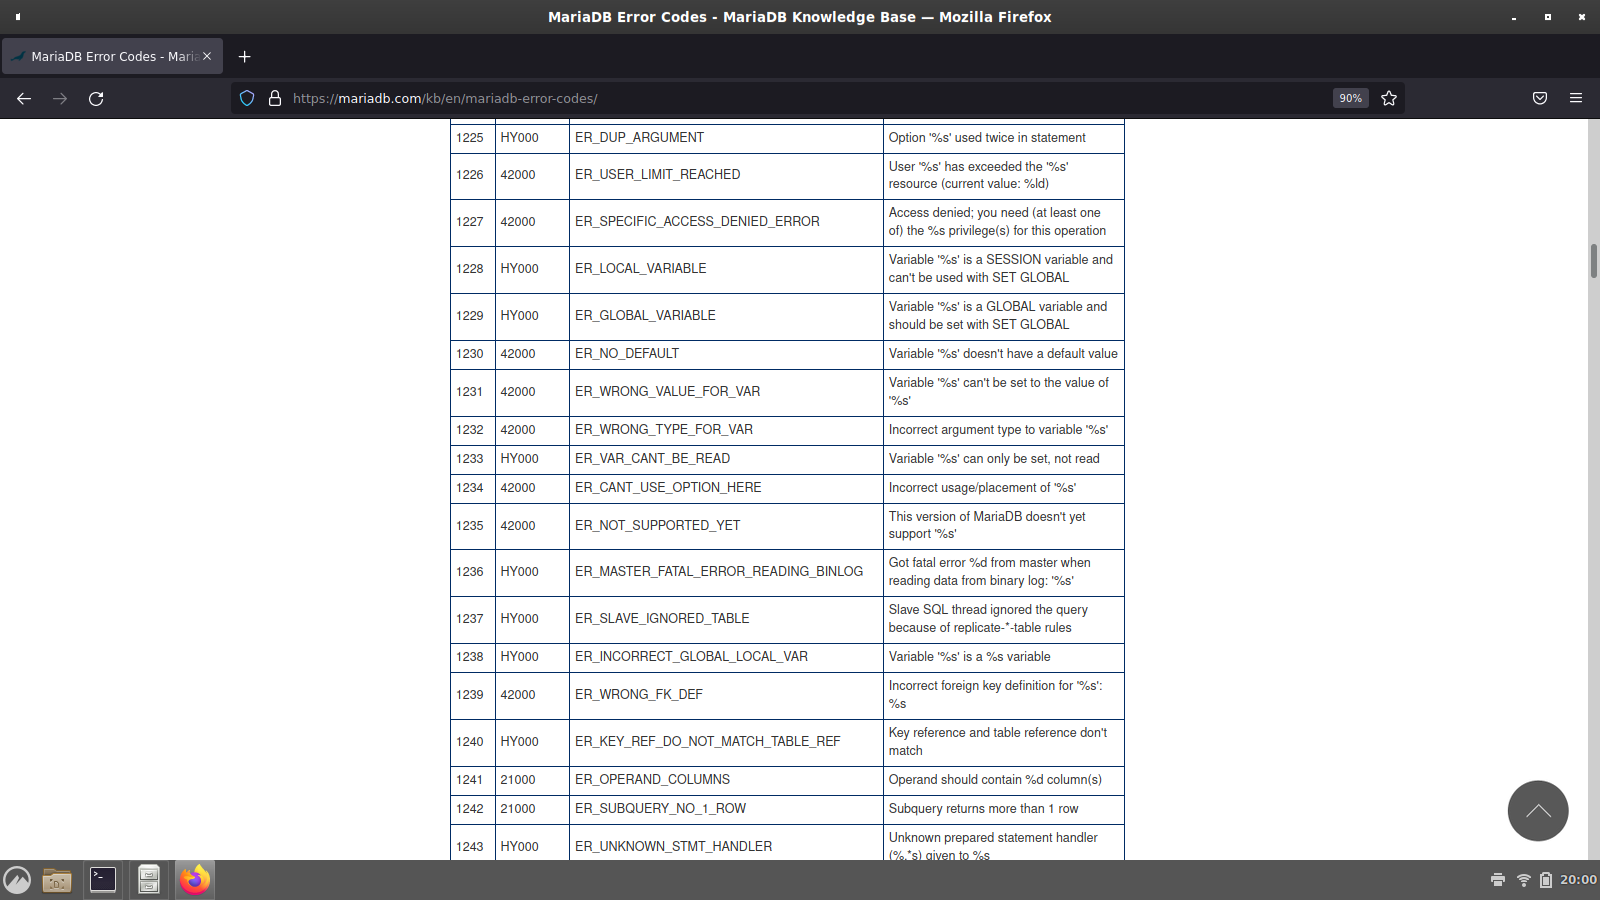 MariaDB Error Codes - MariaDB Knowledge Base — Mozilla Firefox
MariaDB Error Codes - Maria
https://mariadb.com/kb/en/mariadb-error-codes/
90%
1225 HY000 ER_DUP_ARGUMENT Option '%s' used twice in statement
1226 42000 ER_USER_LIMIT_REACHED User '%s' has exceeded the '%s'
resource (current value: %ld)
1227 42000 ER_SPECIFIC_ACCESS_DENIED_ERROR Access denied; you need (at least one
of) the %s privilege(s) for this operation
1228 HY000 ER_LOCAL_VARIABLE Variable '%s' is a SESSION variable and
can't be used with SET GLOBAL
1229 HY000 ER_GLOBAL_VARIABLE Variable '%s' is a GLOBAL variable and
should be set with SET GLOBAL
1230 42000 ER_NO_DEFAULT Variable '%s' doesn't have a default value
1231 42000 ER_WRONG_VALUE_FOR_VAR Variable '%s' can't be set to the value of
'%s'
1232 42000 ER_WRONG_TYPE_FOR_VAR Incorrect argument type to variable '%s'
1233 HY000 ER_VAR_CANT_BE_READ Variable '%s' can only be set, not read
1234 42000 ER_CANT_USE_OPTION_HERE Incorrect usage/placement of '%s'
1235 42000 ER_NOT_SUPPORTED_YET This version of MariaDB doesn't yet
support '%s'
1236 HY000 ER_MASTER_FATAL_ERROR_READING_BINLOG Got fatal error %d from master when
reading data from binary log: '%s'
1237 HY000 ER_SLAVE_IGNORED_TABLE Slave SQL thread ignored the query
because of replicate-*-table rules
1238 HY000 ER_INCORRECT_GLOBAL_LOCAL_VAR Variable '%s' is a %s variable
1239 42000 ER_WRONG_FK_DEF Incorrect foreign key definition for '%s':
%s
1240 HY000 ER_KEY_REF_DO_NOT_MATCH_TABLE_REF Key reference and table reference don't
match
1241 21000 ER_OPERAND_COLUMNS Operand should contain %d column(s)
1242 21000 ER_SUBQUERY_NO_1_ROW Subquery returns more than 1 row
1243 HY000 ER_UNKNOWN_STMT_HANDLER Unknown prepared statement handler
(%.*s) given to %s
20:00